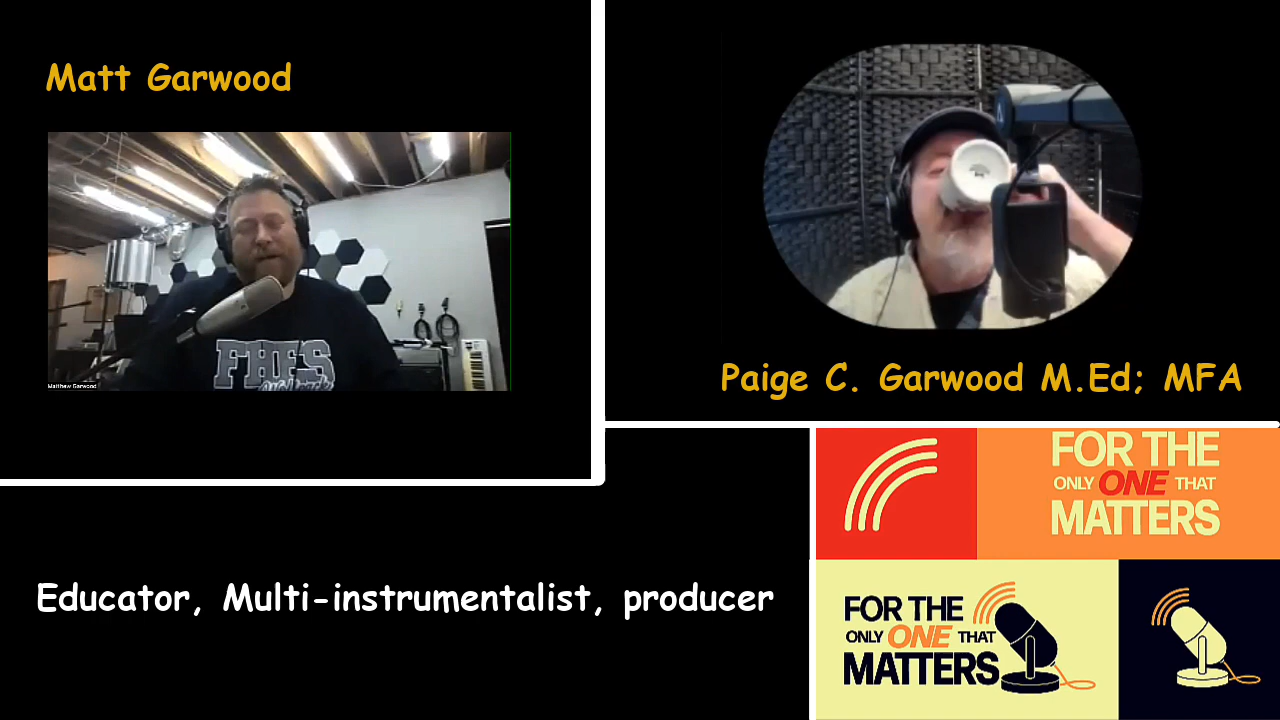 Matt Garwood
Matthew Garwood
FHES
Paige C. Garwood M.Ed; MFA
Educator, Multi-instrumentalist, producer
FOR THE
ONLY ONE THAT
MATTERS
FOR THE
ONLY ONE THAT
MATTERS